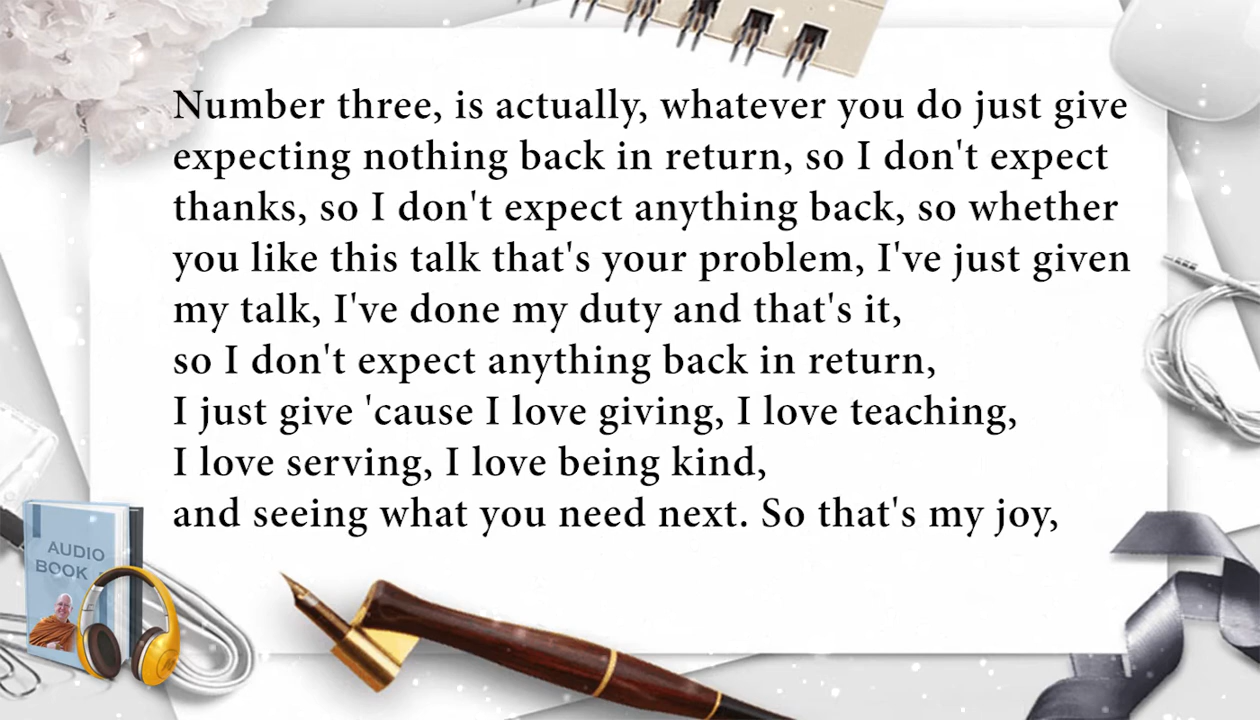 Number three, is actually, whatever you do just give
expecting nothing back in return, so I don't expect
thanks, so I don't expect anything back, so whether
you like this talk that's your problem, I've just given
my talk, I've done my duty and that's it,
so I don't expect anything back in return,
I just give 'cause I love giving, I love teaching,
I love serving, I love being kind,
and seeing what you need next. So that's my joy,
AUDIO
BOOK